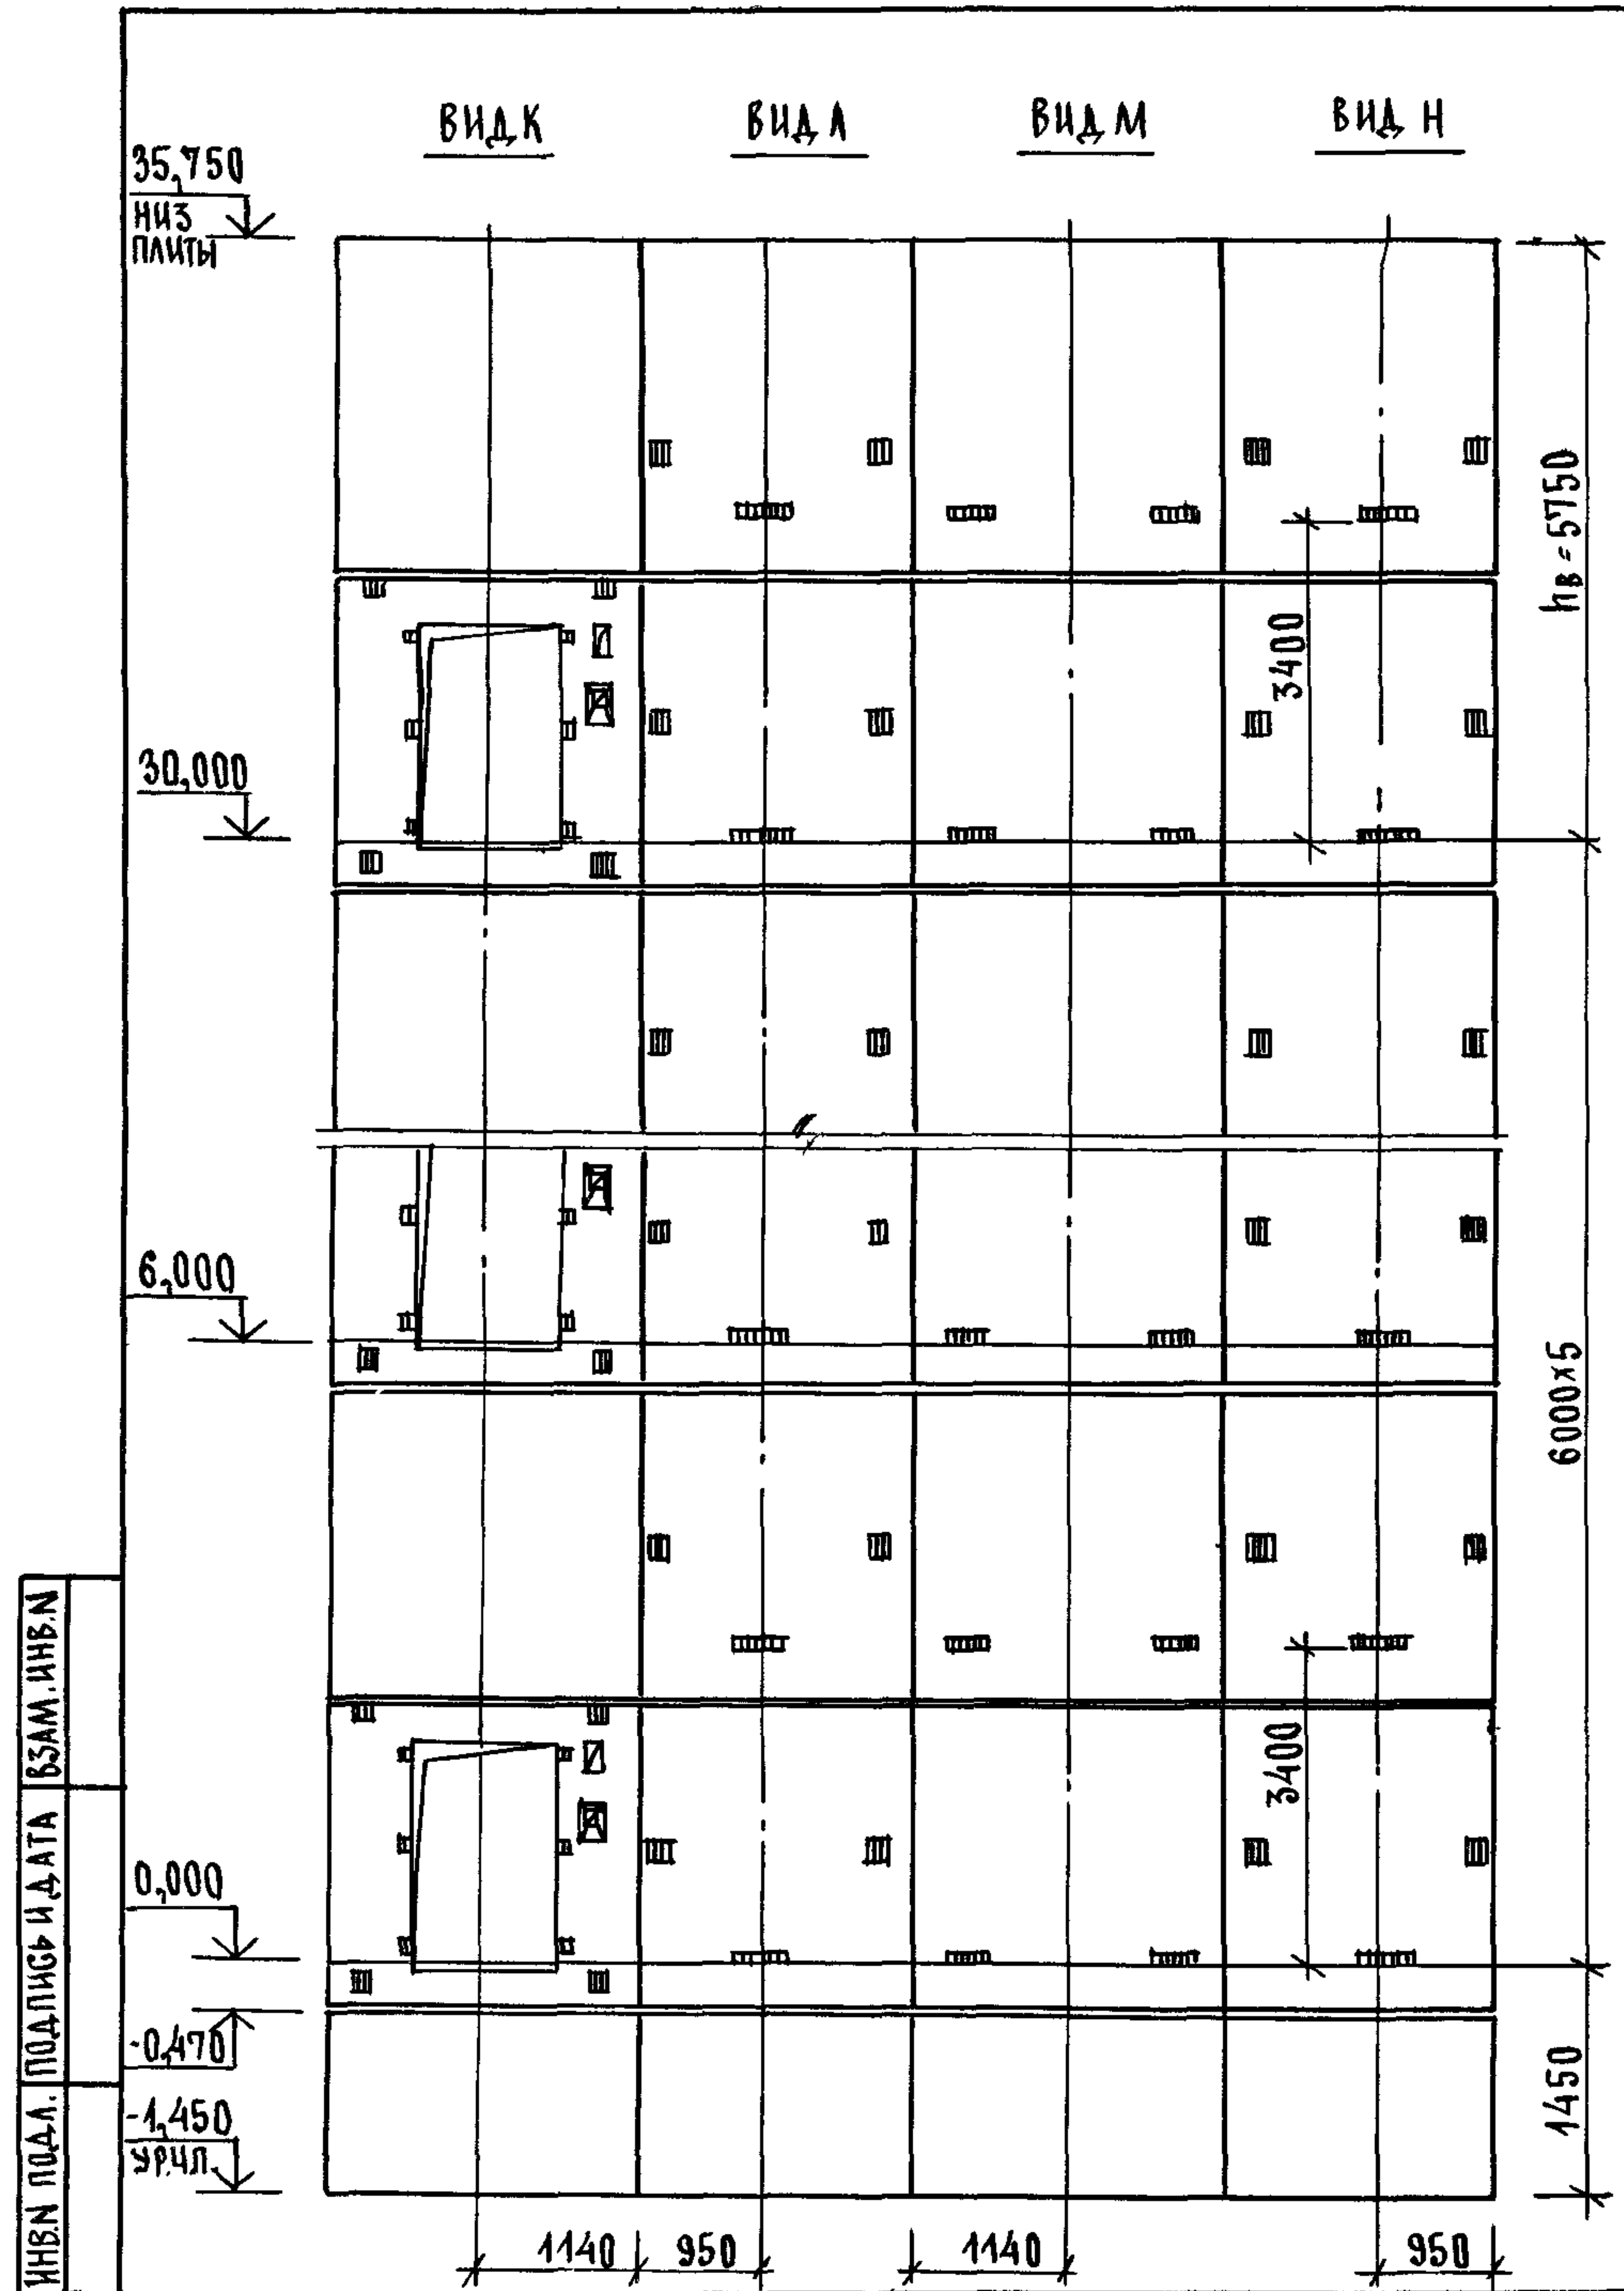 ВИД К
ВИД Л
ВИД М
ВИД Н
35,750
НИЗ
ПЛИТЫ
hв = 5750
3400
30,000
6,000
6000х5
3400
0,000
-0,470
-1,450
УР.Ч.П.
1450
1140
950
1140
950
ВЗАМ. ИНВ. N
ПОДПИСЬ И ДАТА
ИНВ. N ПОДЛ.